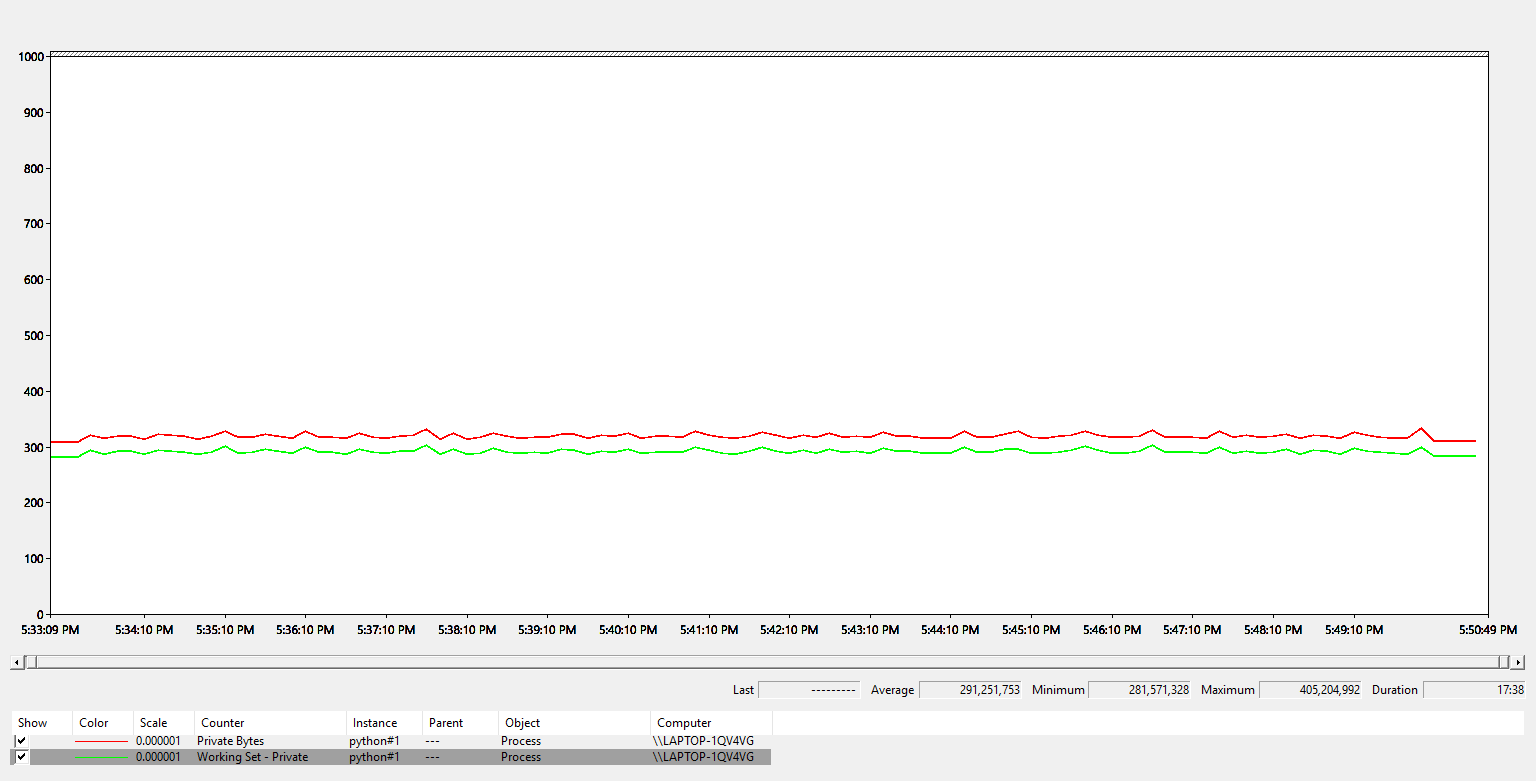 1000
900
800
700
600
500
400
300
200
100
0
5:33:09 PM 5:34:10 PM 5:35:10 PM 5:36:10 PM 5:37:10 PM 5:38:10 PM 5:39:10 PM 5:40:10 PM 5:41:10 PM 5:42:10 PM 5:43:10 PM 5:44:10 PM 5:45:10 PM 5:46:10 PM 5:47:10 PM 5:48:10 PM 5:49:10 PM 5:50:49 PM
Last --------- Average 291,251,753 Minimum 281,571,328 Maximum 405,204,992 Duration 17:38
Show Color Scale Counter Instance Parent Object Computer
0.000001 Private Bytes python#1 --- Process \\LAPTOP-1QV4VG
0.000001 Working Set - Private python#1 --- Process \\LAPTOP-1QV4VG